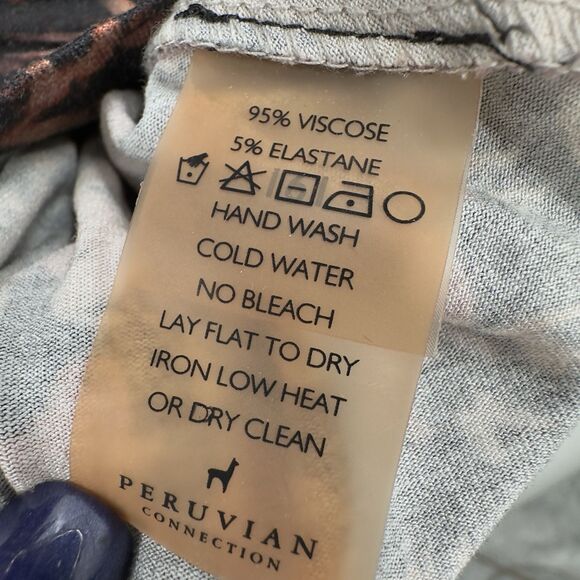 95% VISCOSE
5% ELASTANE
HAND WASH
COLD WATER
NO BLEACH
LAY FLAT TO DRY
IRON LOW HEAT
OR DRY CLEAN
PERUVIAN
CONNECTION